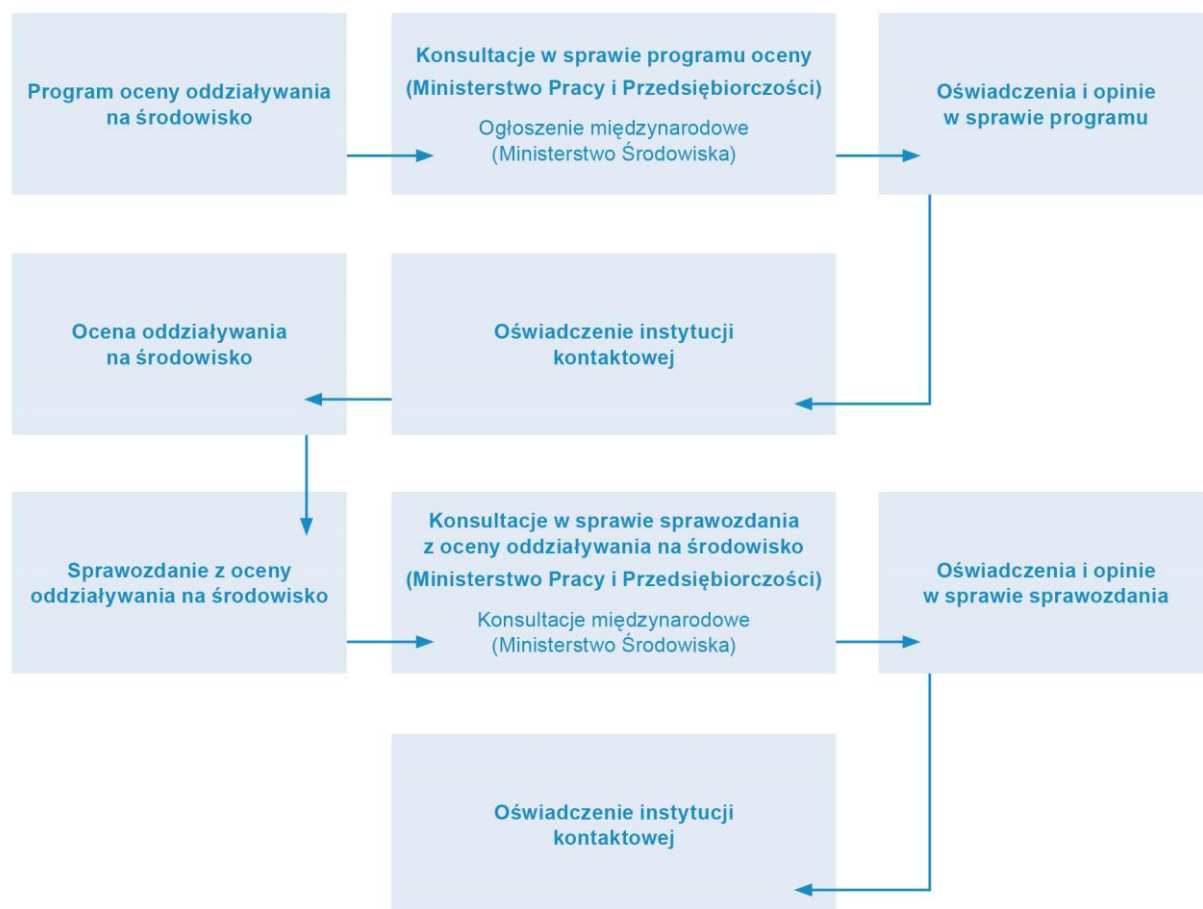 Program oceny oddziaływania
na środowisko
Konsultacje w sprawie programu oceny
(Ministerstwo Pracy i Przedsiębiorczości)
Ogłoszenie międzynarodowe
(Ministerstwo Środowiska)
Oświadczenia i opinie
w sprawie programu
Ocena oddziaływania
na środowisko
Oświadczenie instytucji
kontaktowej
Sprawozdanie z oceny
oddziaływania na środowisko
Konsultacje w sprawie sprawozdania
z oceny oddziaływania na środowisko
(Ministerstwo Pracy i Przedsiębiorczości)
Konsultacje międzynarodowe
(Ministerstwo Środowiska)
Oświadczenia i opinie
w sprawie sprawozdania
Oświadczenie instytucji
kontaktowej